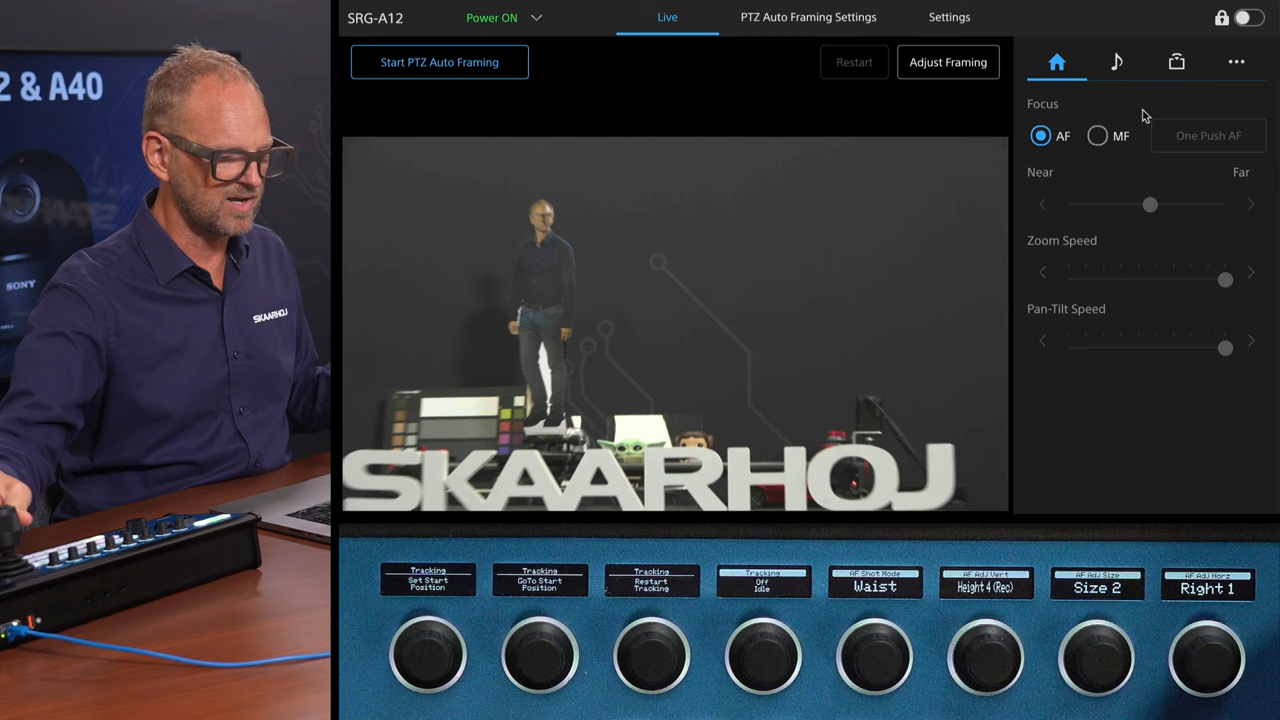 2 & A40
SONY
SKAARHOJ
SRG-A12
Power ON
Live
PTZ Auto Framing Settings
Settings
Start PTZ Auto Framing
Restart
Adjust Framing
Focus
AF
MF
One Push AF
Near
Far
Zoom Speed
Pan-Tilt Speed
SKAARHOJ
Tracking
Set Start
Position
Tracking
GoTo Start
Position
Tracking
Restart
Tracking
Tracking
Off
Idle
AF Shot Mode
Waist
AF Adj Vert
Height 4 (Rec)
AF Adj Size
Size 2
AF Adj Horz
Right 1